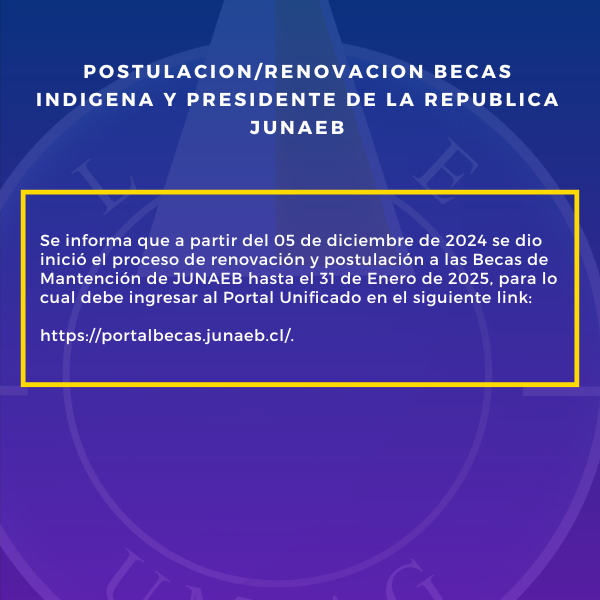 POSTULACION/RENOVACION BECAS
INDIGENA Y PRESIDENTE DE LA REPUBLICA
JUNAEB
L E
Se informa que a partir del 05 de diciembre de 2024 se dio
inició el proceso de renovación y postulación a las Becas de
Mantención de JUNAEB hasta el 31 de Enero de 2025, para lo
cual debe ingresar al Portal Unificado en el siguiente link:
https://portalbecas.junaeb.cl/.